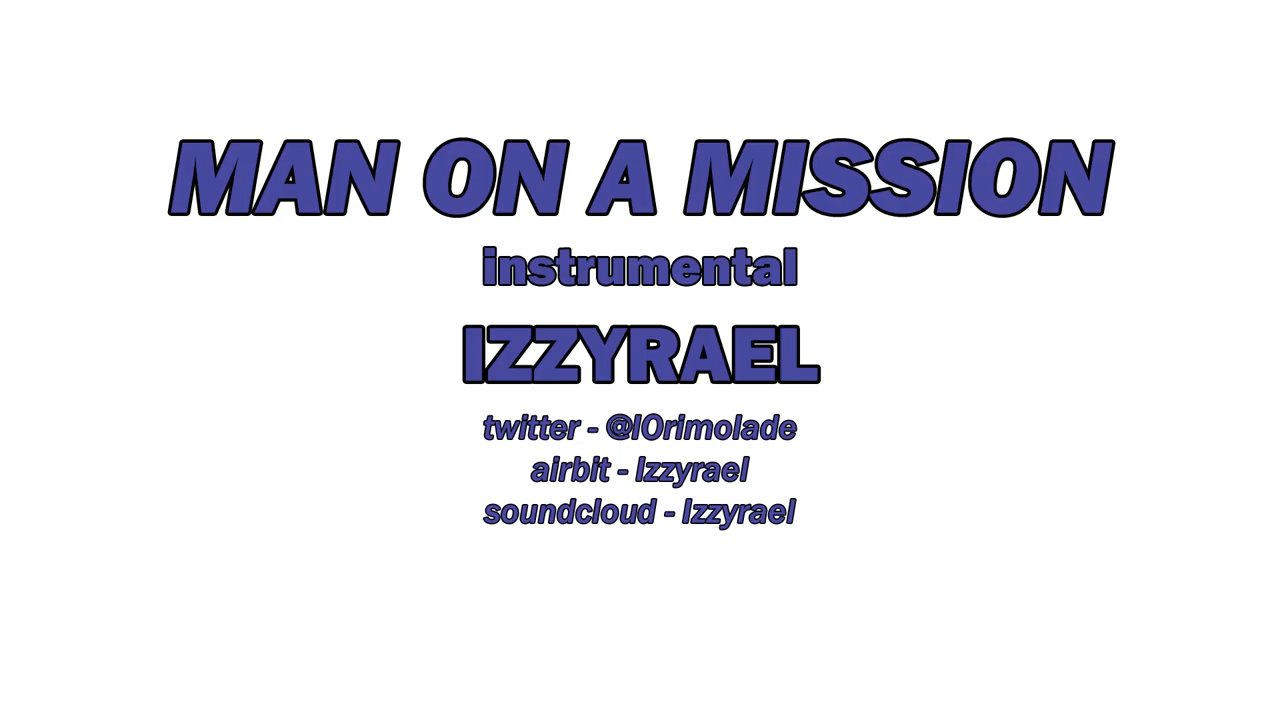 MAN ON A MISSION
instrumental
IZZYRAEL
twitter - @IOrimolade
airbit - Izzyrael
soundcloud - Izzyrael